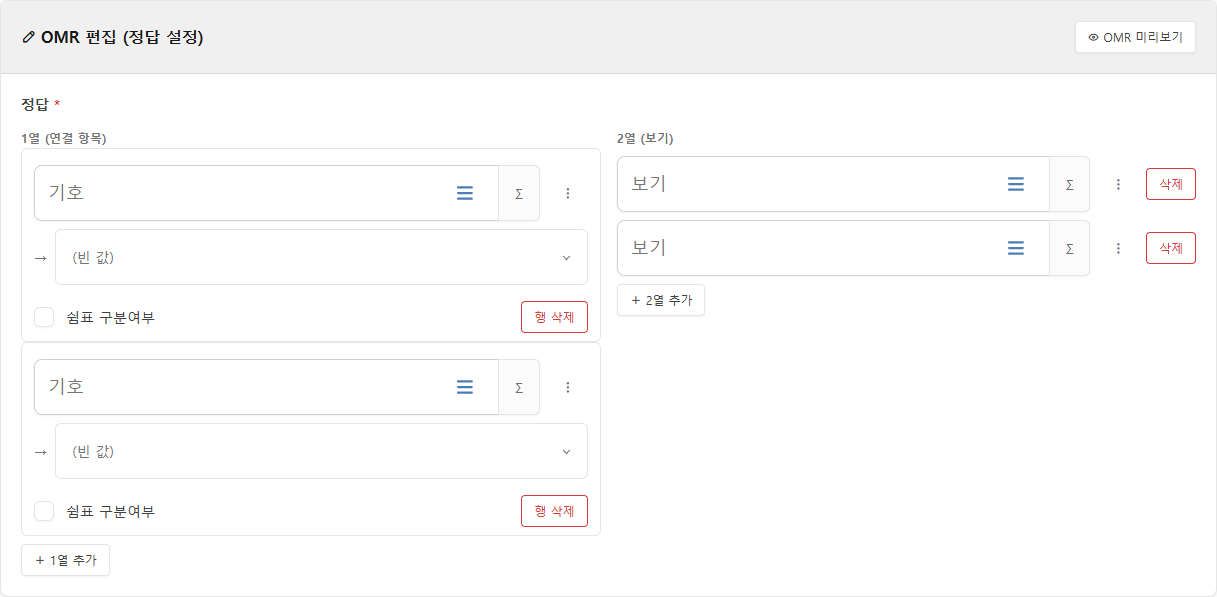 OMR 편집 (정답 설정)
OMR 미리보기
정답 *
1열 (연결 항목)
기호 Σ
→ (빈 값)
쉼표 구분여부 행 삭제
기호 Σ
→ (빈 값)
쉼표 구분여부 행 삭제
+ 1열 추가
2열 (보기)
보기 Σ 삭제
보기 Σ 삭제
+ 2열 추가